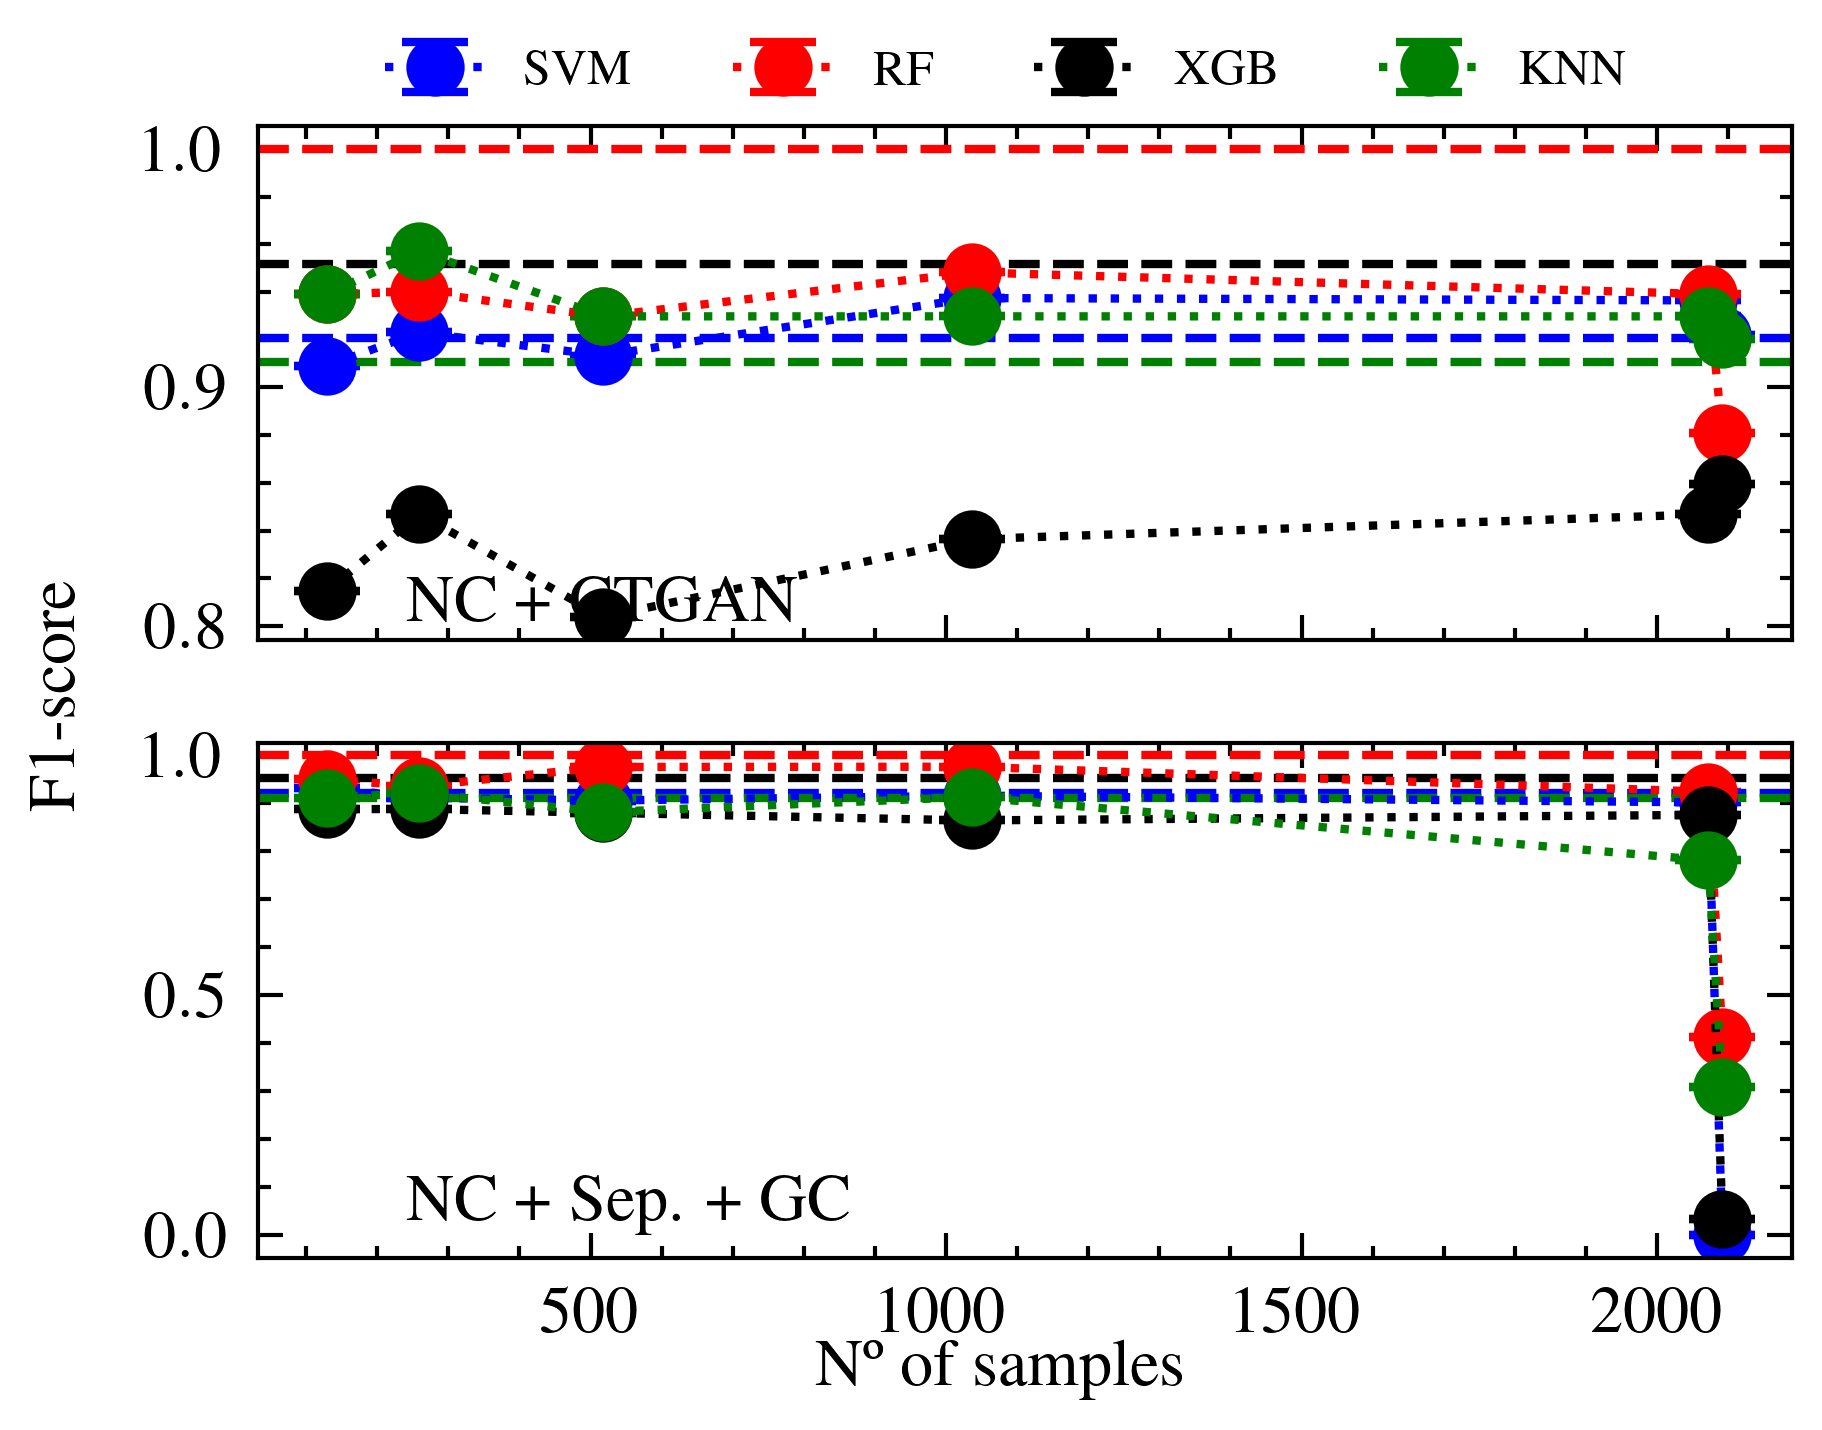 SVM RF XGB KNN
1.0
0.9
0.8
NC + CTGAN
F1-score
1.0
0.5
0.0
NC + Sep. + GC
500 1000 1500 2000
Nº of samples